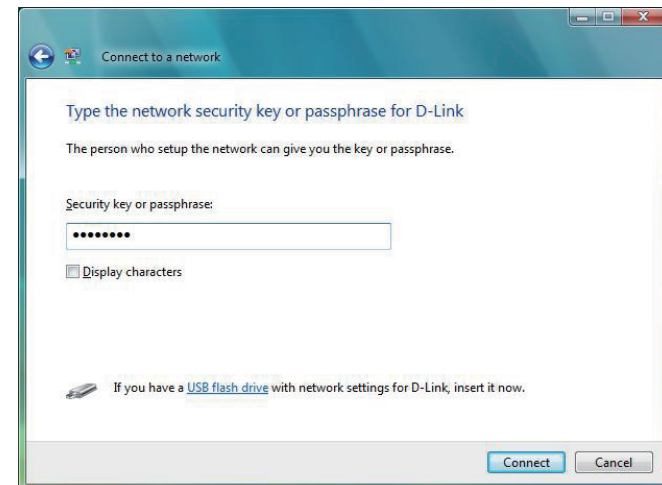 Connect to a network
Type the network security key or passphrase for D-Link
The person who setup the network can give you the key or passphrase.
Security key or passphrase:
••••••••
Display characters
If you have a USB flash drive with network settings for D-Link, insert it now.
Connect
Cancel